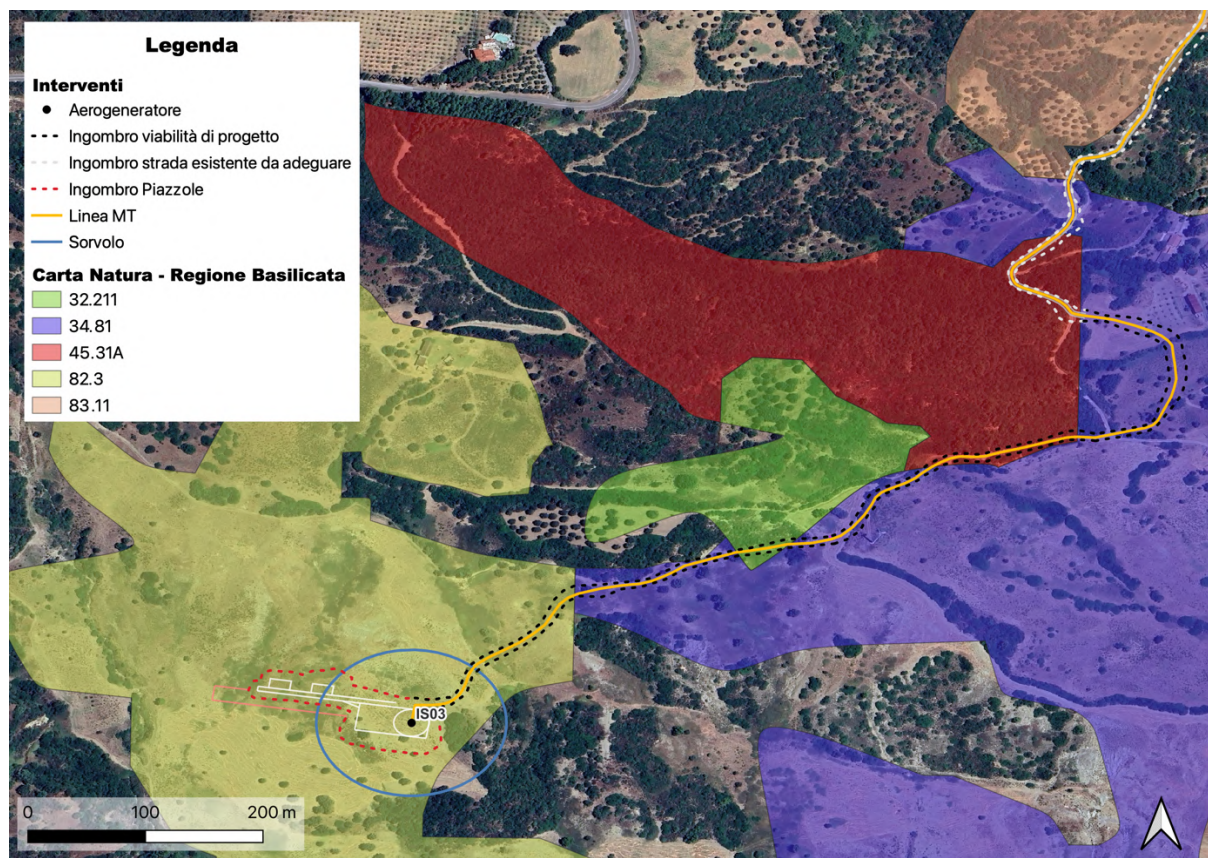 Legenda
Interventi
Aerogeneratore
Ingombro viabilità di progetto
Ingombro strada esistente da adeguare
Ingombro Piazzole
Linea MT
Sorvolo
Carta Natura - Regione Basilicata
32.211
34.81
45.31A
82.3
83.11
IS03
0 100 200 m